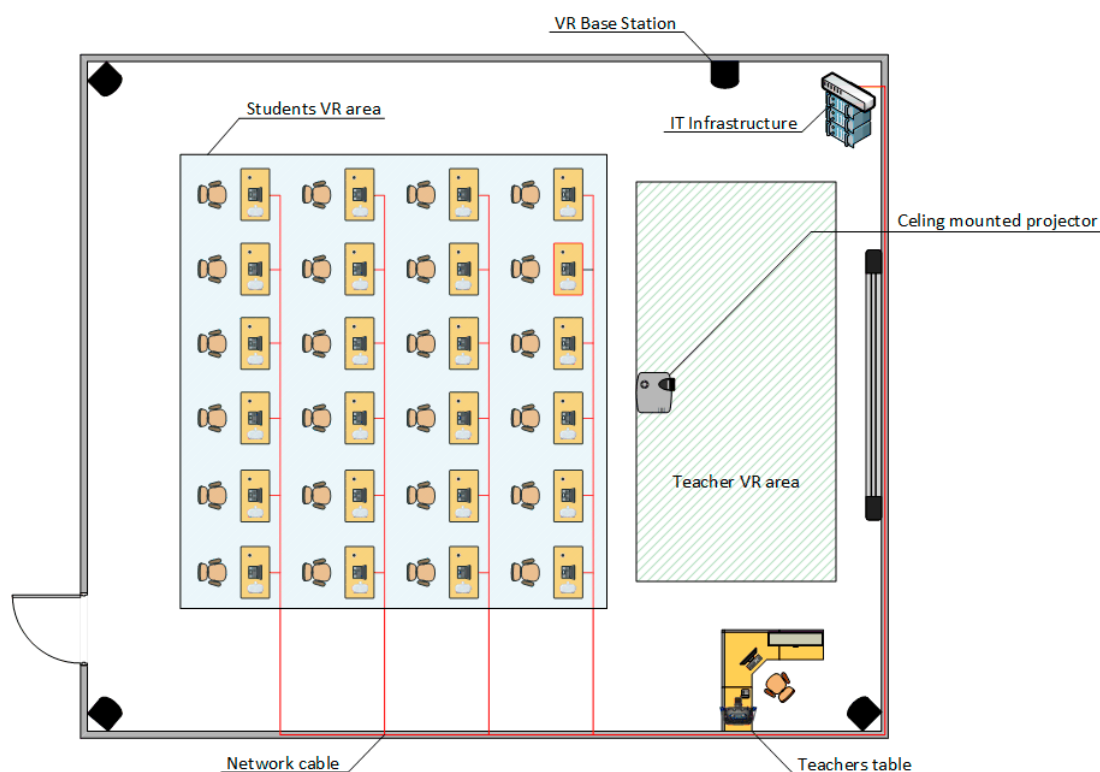 VR Base Station
Students VR area
IT Infrastructure
Celing mounted projector
Teacher VR area
Network cable
Teachers table